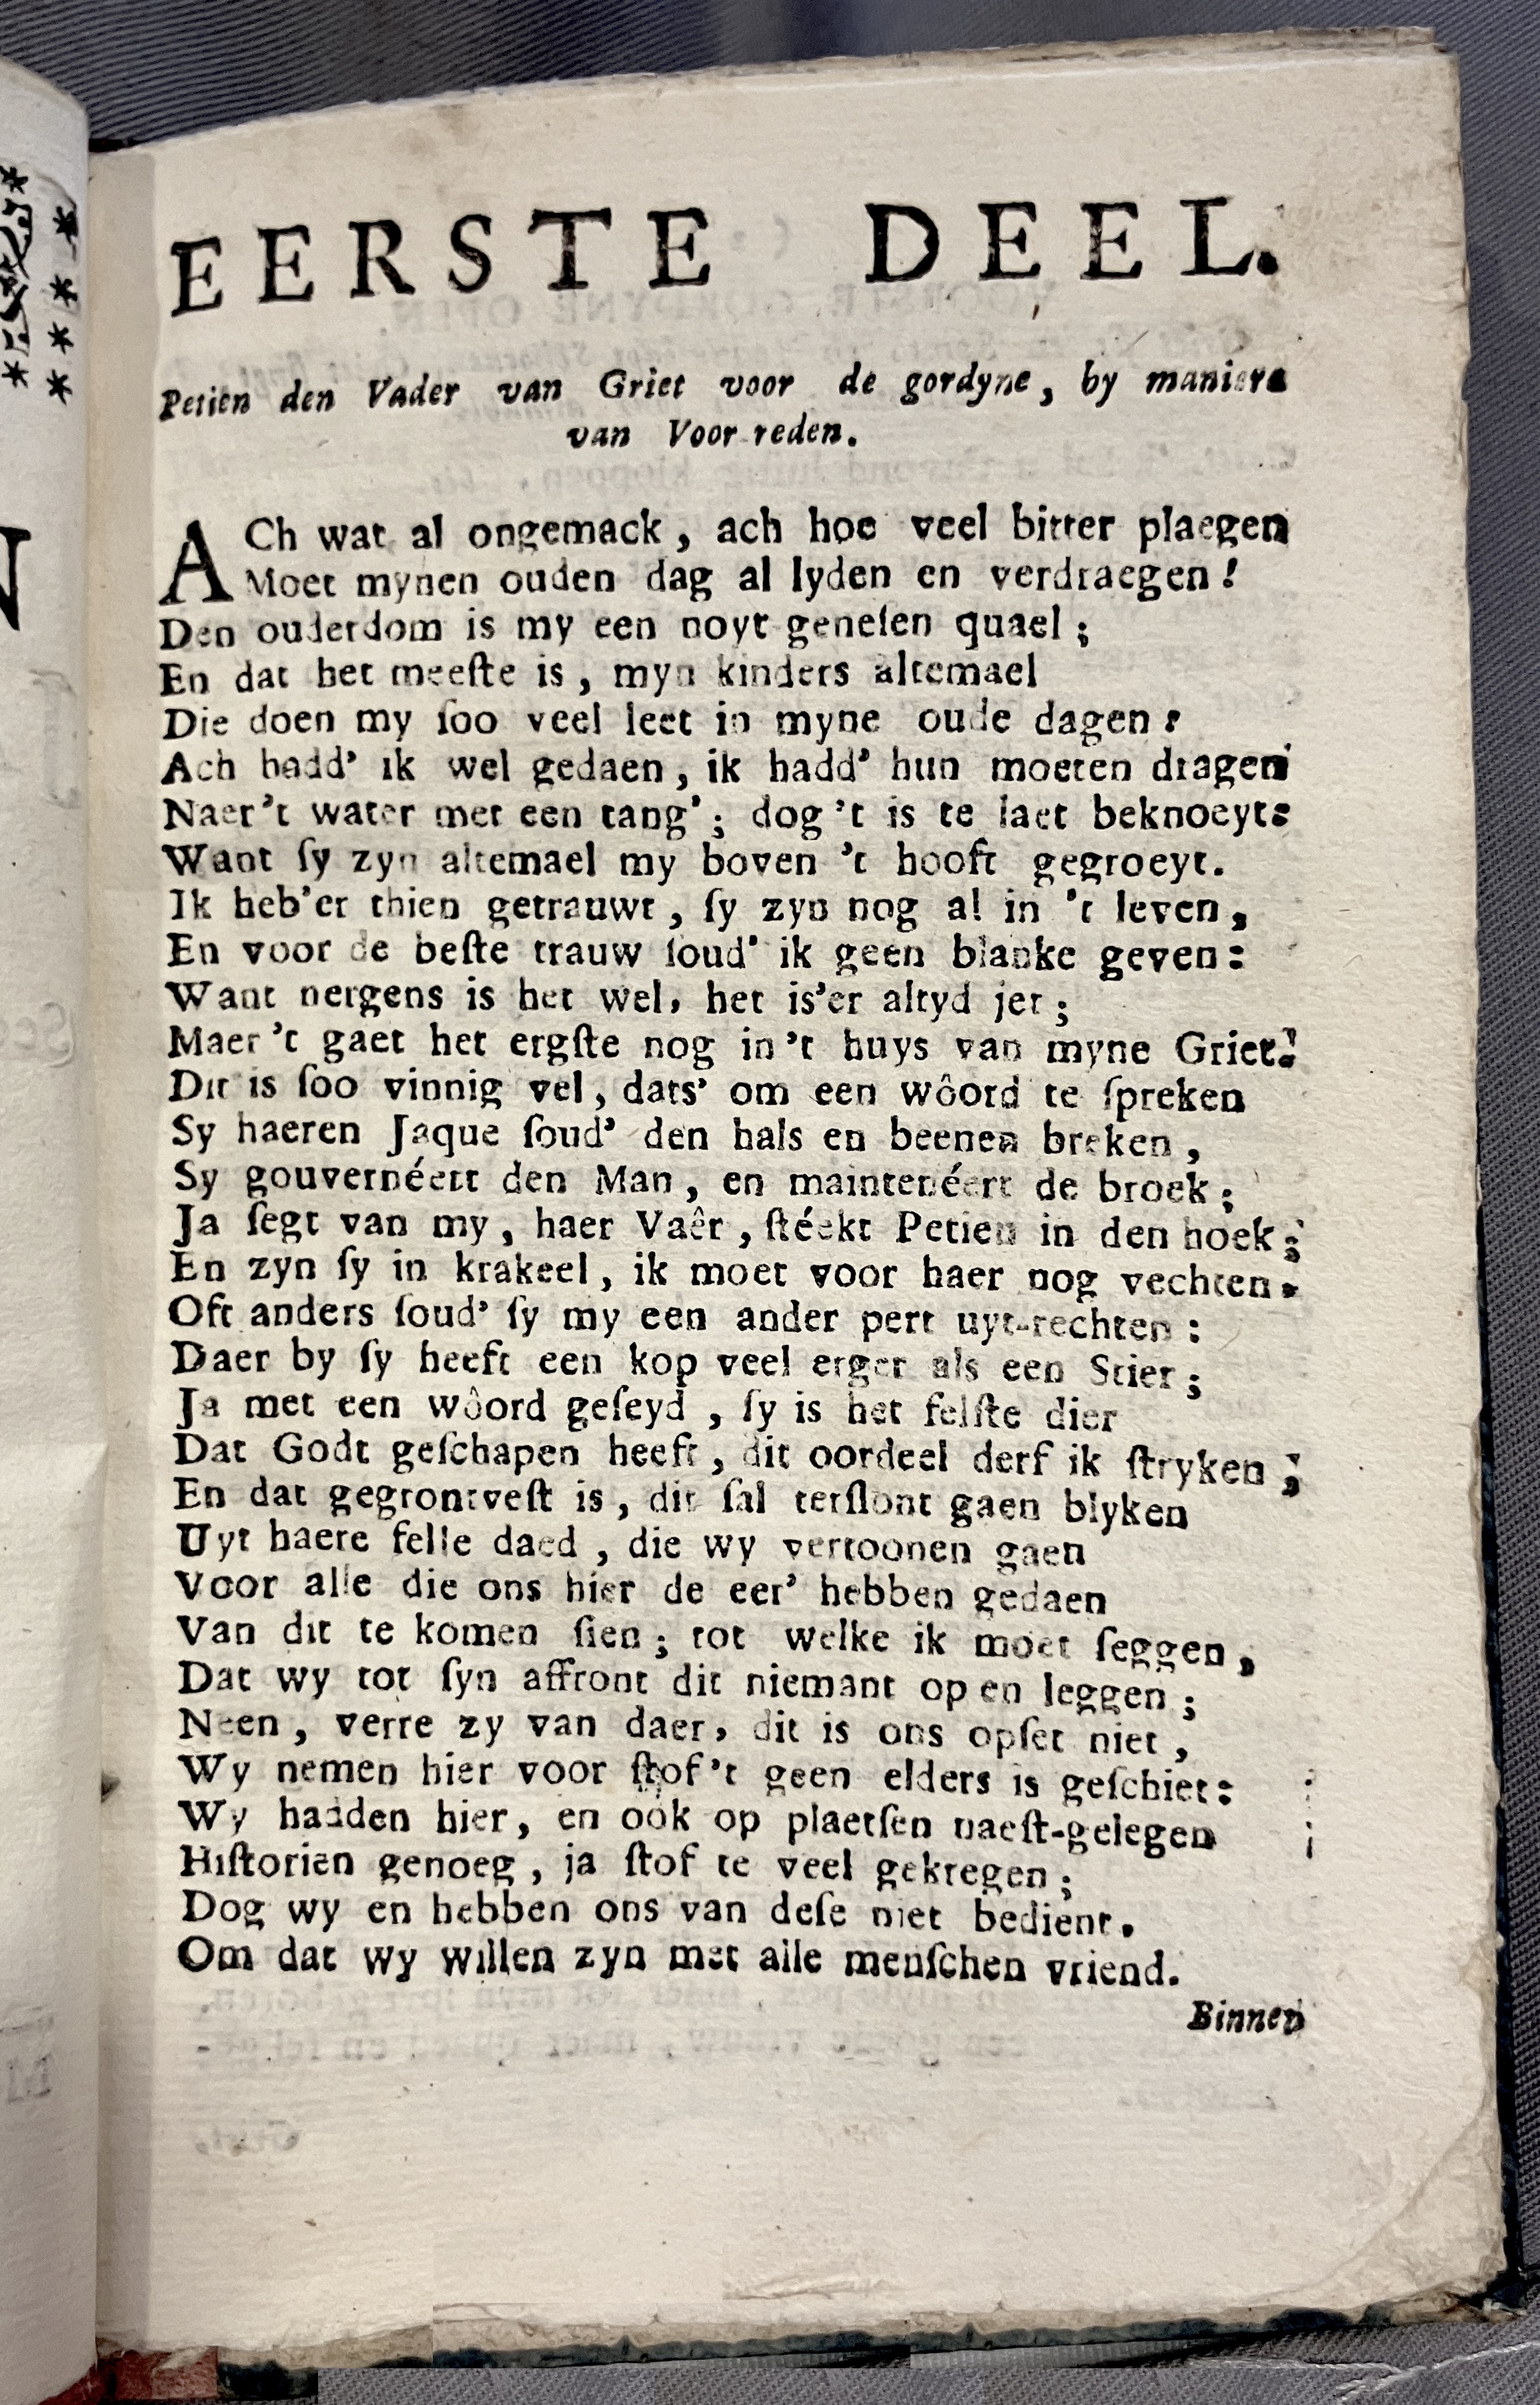 EERSTE DEEL.
Petien den Vader van Griet voor de gordyne, by maniere
van Voor-reden.
ACh wat al ongemack, ach hoe veel bitter plaegen
Moet mynen ouden dag al lyden en verdraegen!
Den ouderdom is my een noyt geneſen quael;
En dat het meeſte is, myn kinders altemael
Die doen my ſoo veel leet in myne oude dagen!
Ach hadd' ik wel gedaen, ik hadd' hun moeten dragen
Naer't water met een tang'; dog 't is te laet beknoeyt:
Want ſy zyn altemael my boven 't hooft gegroeyt.
Ik heb'er thien getrauwt, ſy zyn nog al in 't leven,
En voor de beſte trauw ſoud' ik geen blanke geven:
Want nergens is het wel, het is'er altyd jet;
Maer 't gaet het ergſte nog in 't huys van myne Griet:
Dit is ſoo vinnig vel, dats' om een wôord te ſpreken
Sy haeren Jaque ſoud' den hals en beenen breken,
Sy gouvernéert den Man, en maintenéert de broek;
Ja ſegt van my, haer Vaêr, ſtéekt Petien in den hoek;
En zyn ſy in krakeel, ik moet voor haer nog vechten,
Oft anders ſoud' ſy my een ander pert uyt-rechten:
Daer by ſy heeft een kop veel erger als een Stier;
Ja met een wôord geſeyd, ſy is het felſte dier
Dat Godt geſchapen heeft, dit oordeel derf ik ſtryken;
En dat gegrontveſt is, dit ſal terſlont gaen blyken
Uyt haere felle daed, die wy vertoonen gaen
Voor alle die ons hier de eer' hebben gedaen
Van dit te komen ſien; tot welke ik moet ſeggen,
Dat wy tot ſyn affront dit niemant op en leggen;
Neen, verre zy van daer, dit is ons opſet niet,
Wy nemen hier voor ſtof 't geen elders is geſchiet:
Wy hadden hier, en oök op plaetſen naeſt-gelegen
Hiſtoriën genoeg, ja ſtof te veel gekregen;
Dog wy en hebben ons van deſe niet bedient.
Om dat wy willen zyn met alle menſchen vriend.
Binnen